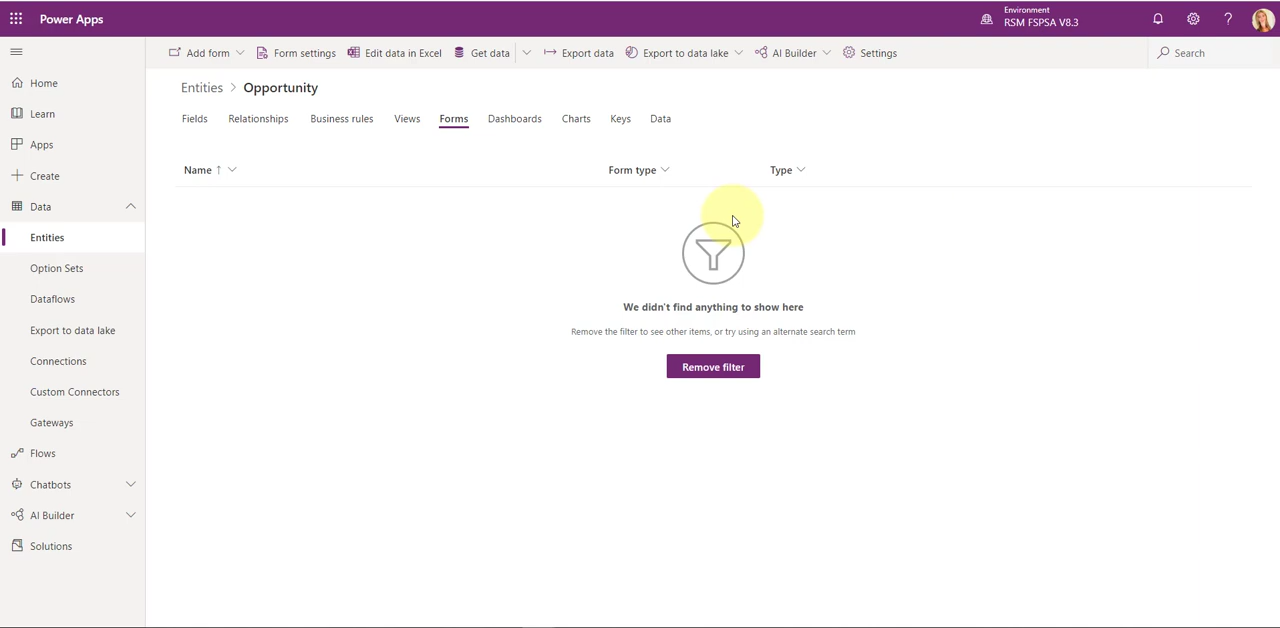 Power Apps
Environment
RSM FSPSA V8.3
?
Add form
Form settings
Edit data in Excel
Get data
Export data
Export to data lake
AI Builder
Settings
Search
Home
Learn
Apps
Create
Data
Entities
Option Sets
Dataflows
Export to data lake
Connections
Custom Connectors
Gateways
Flows
Chatbots
AI Builder
Solutions
Entities > Opportunity
Fields
Relationships
Business rules
Views
Forms
Dashboards
Charts
Keys
Data
Name ↑
Form type
Type
We didn't find anything to show here
Remove the filter to see other items, or try using an alternate search term
Remove filter